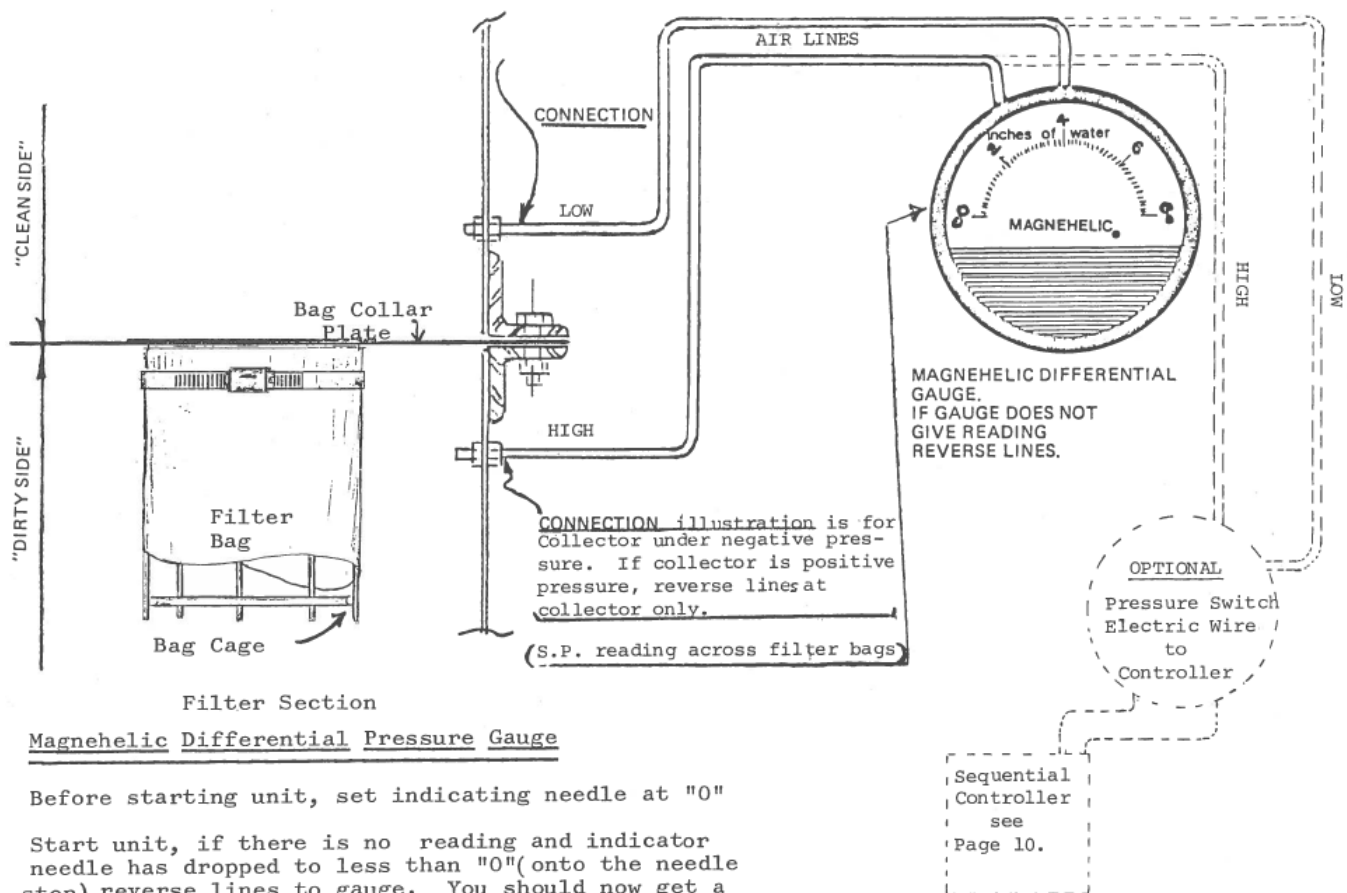 AIR LINES
CONNECTION
"CLEAN SIDE"
LOW
inches of water
2
4
6
MAGNEHELIC
HIGH
LOW
Bag Collar
Plate
HIGH
MAGNEHELIC DIFFERENTIAL
GAUGE.
IF GAUGE DOES NOT
GIVE READING
REVERSE LINES.
"DIRTY SIDE"
Filter
Bag
Bag Cage
CONNECTION illustration is for
Collector under negative pres-
sure. If collector is positive
pressure, reverse lines at
collector only.
(S.P. reading across filter bags)
OPTIONAL
Pressure Switch
Electric Wire
to
Controller
Filter Section
Magnehelic Differential Pressure Gauge
Before starting unit, set indicating needle at "0"
Start unit, if there is no reading and indicator
needle has dropped to less than "0"(onto the needle
stop) reverse lines to gauge. You should now get a
Sequential
Controller
see
Page 10.